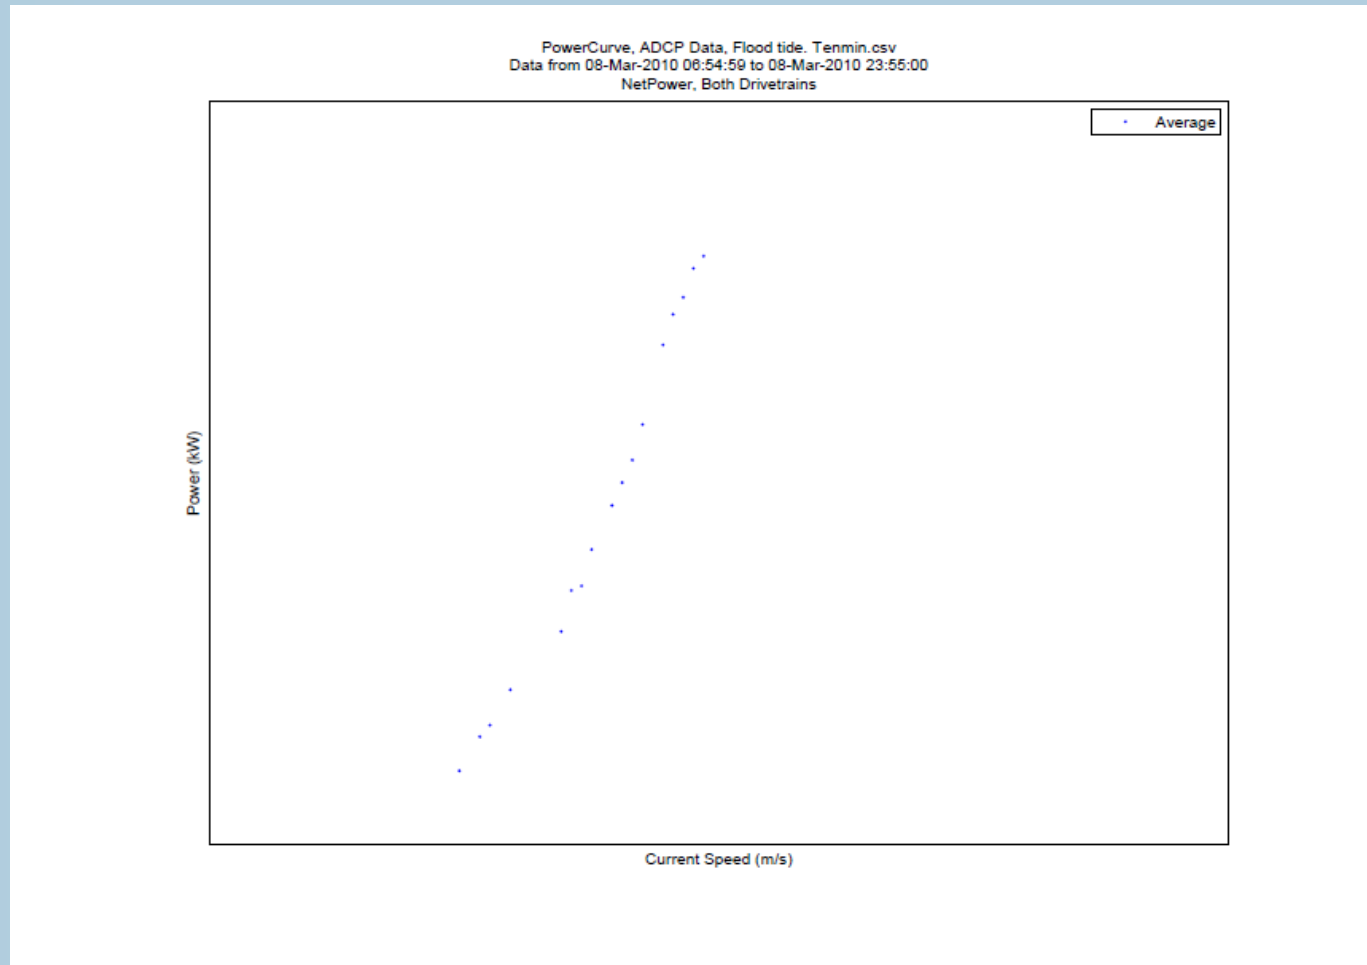 PowerCurve, ADCP Data, Flood tide. Tenmin.csv
Data from 08-Mar-2010 06:54:59 to 08-Mar-2010 23:55:00
NetPower, Both Drivetrains
Average
Power (kW)
Current Speed (m/s)